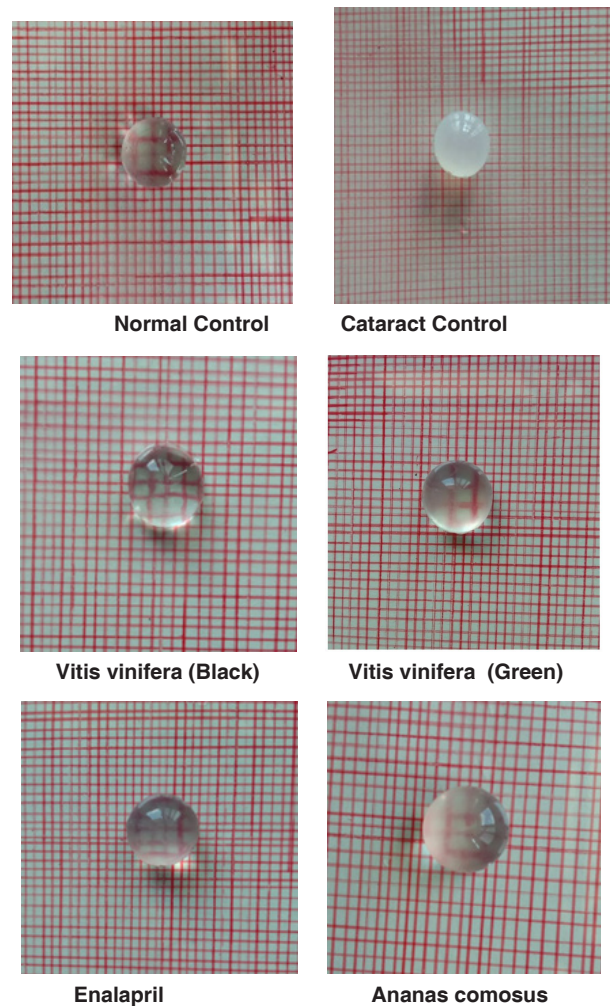 Normal Control
Cataract Control
Vitis vinifera (Black)
Vitis vinifera (Green)
Enalapril
Ananas comosus